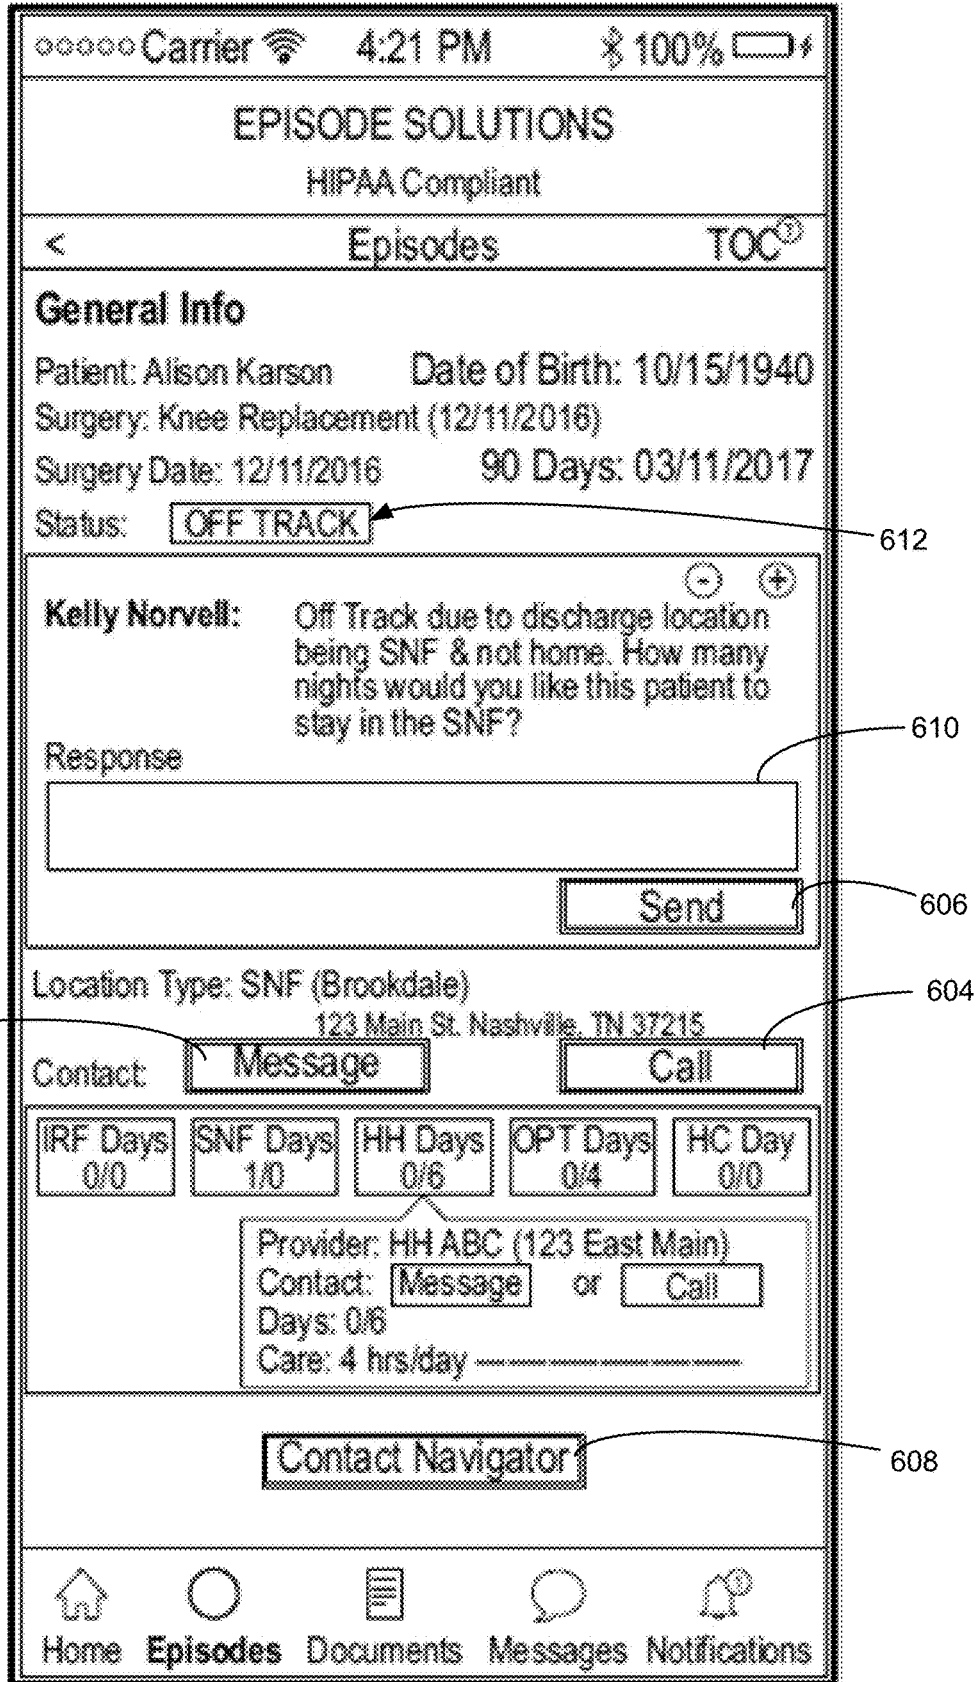 Carrier 4:21 PM 100%
EPISODE SOLUTIONS
HIPAA Compliant
< Episodes TOC?
General Info
Patient: Alison Karson Date of Birth: 10/15/1940
Surgery: Knee Replacement (12/11/2016)
Surgery Date: 12/11/2016 90 Days: 03/11/2017
Status: OFF TRACK
612
- +
Kelly Norvell: Off Track due to discharge location
being SNF & not home. How many
nights would you like this patient to
stay in the SNF?
610
Response
Send
606
Location Type: SNF (Brookdale)
604
123 Main St. Nashville, TN 37215
Contact: Message Call
IRF Days SNF Days HH Days OPT Days HC Day
0/0 1/0 0/6 0/4 0/0
Provider: HH ABC (123 East Main)
Contact: Message or Call
Days: 0/6
Care: 4 hrs/day
Contact Navigator
608
Home Episodes Documents Messages Notifications